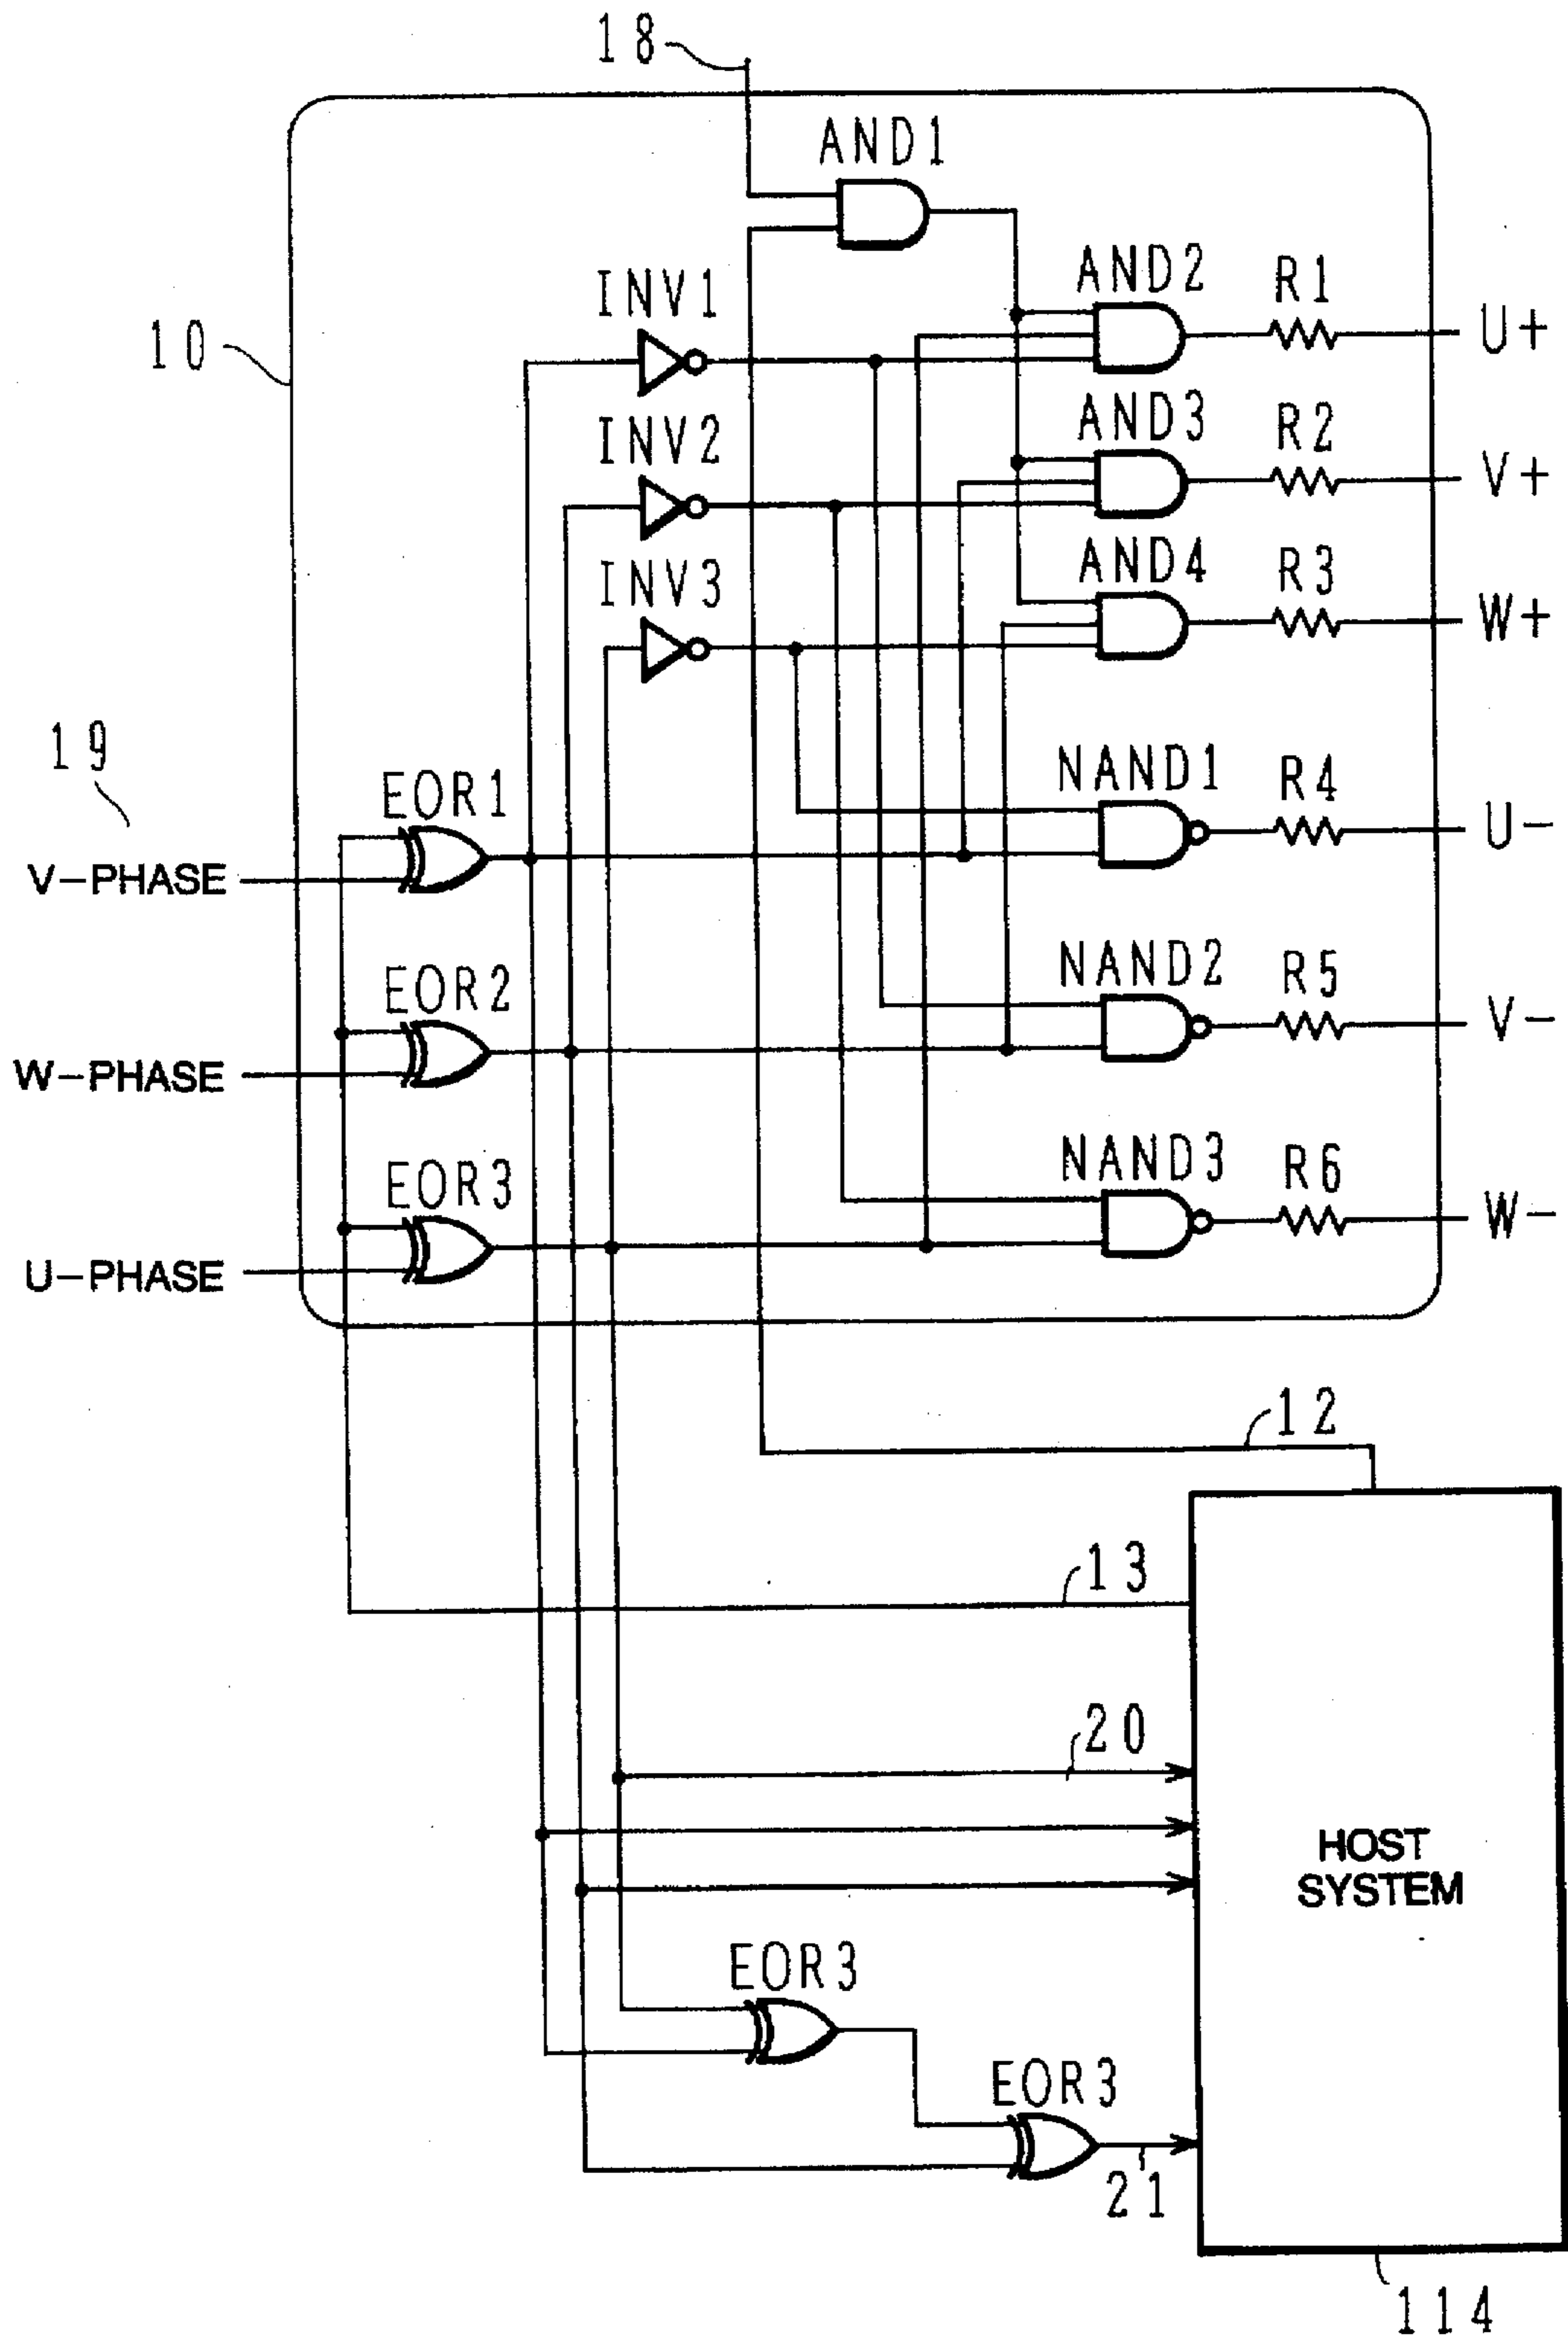 18
AND1
INV1
AND2
R1
U+
10
INV2
AND3
R2
V+
INV3
AND4
R3
W+
19
EOR1
NAND1
R4
U-
V-PHASE
EOR2
NAND2
R5
V-
W-PHASE
EOR3
NAND3
R6
W-
U-PHASE
12
13
20
HOST
SYSTEM
EOR3
EOR3
21
114